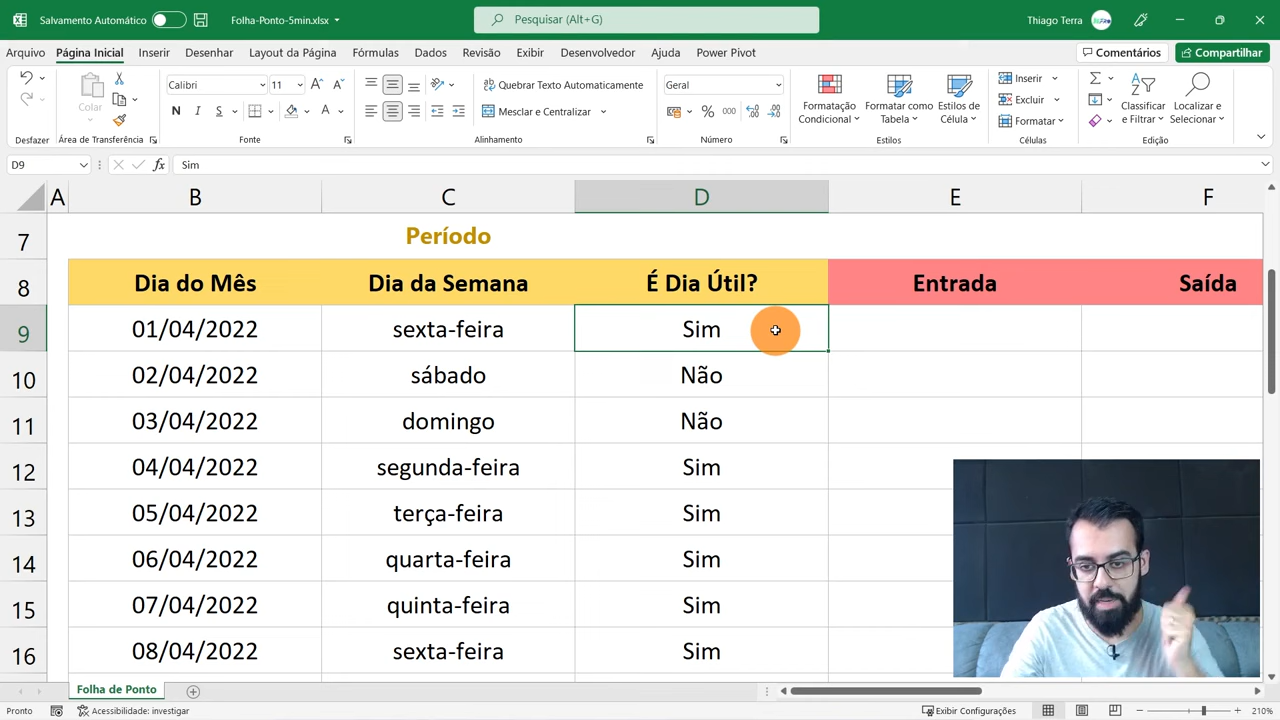 Salvamento Automático
Folha-Ponto-5min.xlsx
Pesquisar (Alt+G)
Thiago Terra
Arquivo Página Inicial Inserir Desenhar Layout da Página Fórmulas Dados Revisão Exibir Desenvolvedor Ajuda Power Pivot
Comentários
Compartilhar
Colar
Calibri 11
N I S
A
Quebrar Texto Automaticamente
Mesclar e Centralizar
Geral
% 000
Formatação Condicional
Formatar como Tabela
Estilos de Célula
Inserir
Excluir
Formatar
Classificar e Filtrar
Localizar e Selecionar
Desfazer Área de Transferência Fonte Alinhamento Número Estilos Células Edição
D9 fx Sim
A B C D E F
7 Período
8 Dia do Mês Dia da Semana É Dia Útil? Entrada Saída
9 01/04/2022 sexta-feira Sim
10 02/04/2022 sábado Não
11 03/04/2022 domingo Não
12 04/04/2022 segunda-feira Sim
13 05/04/2022 terça-feira Sim
14 06/04/2022 quarta-feira Sim
15 07/04/2022 quinta-feira Sim
16 08/04/2022 sexta-feira Sim
Folha de Ponto
Pronto Acessibilidade: investigar Exibir Configurações 210%